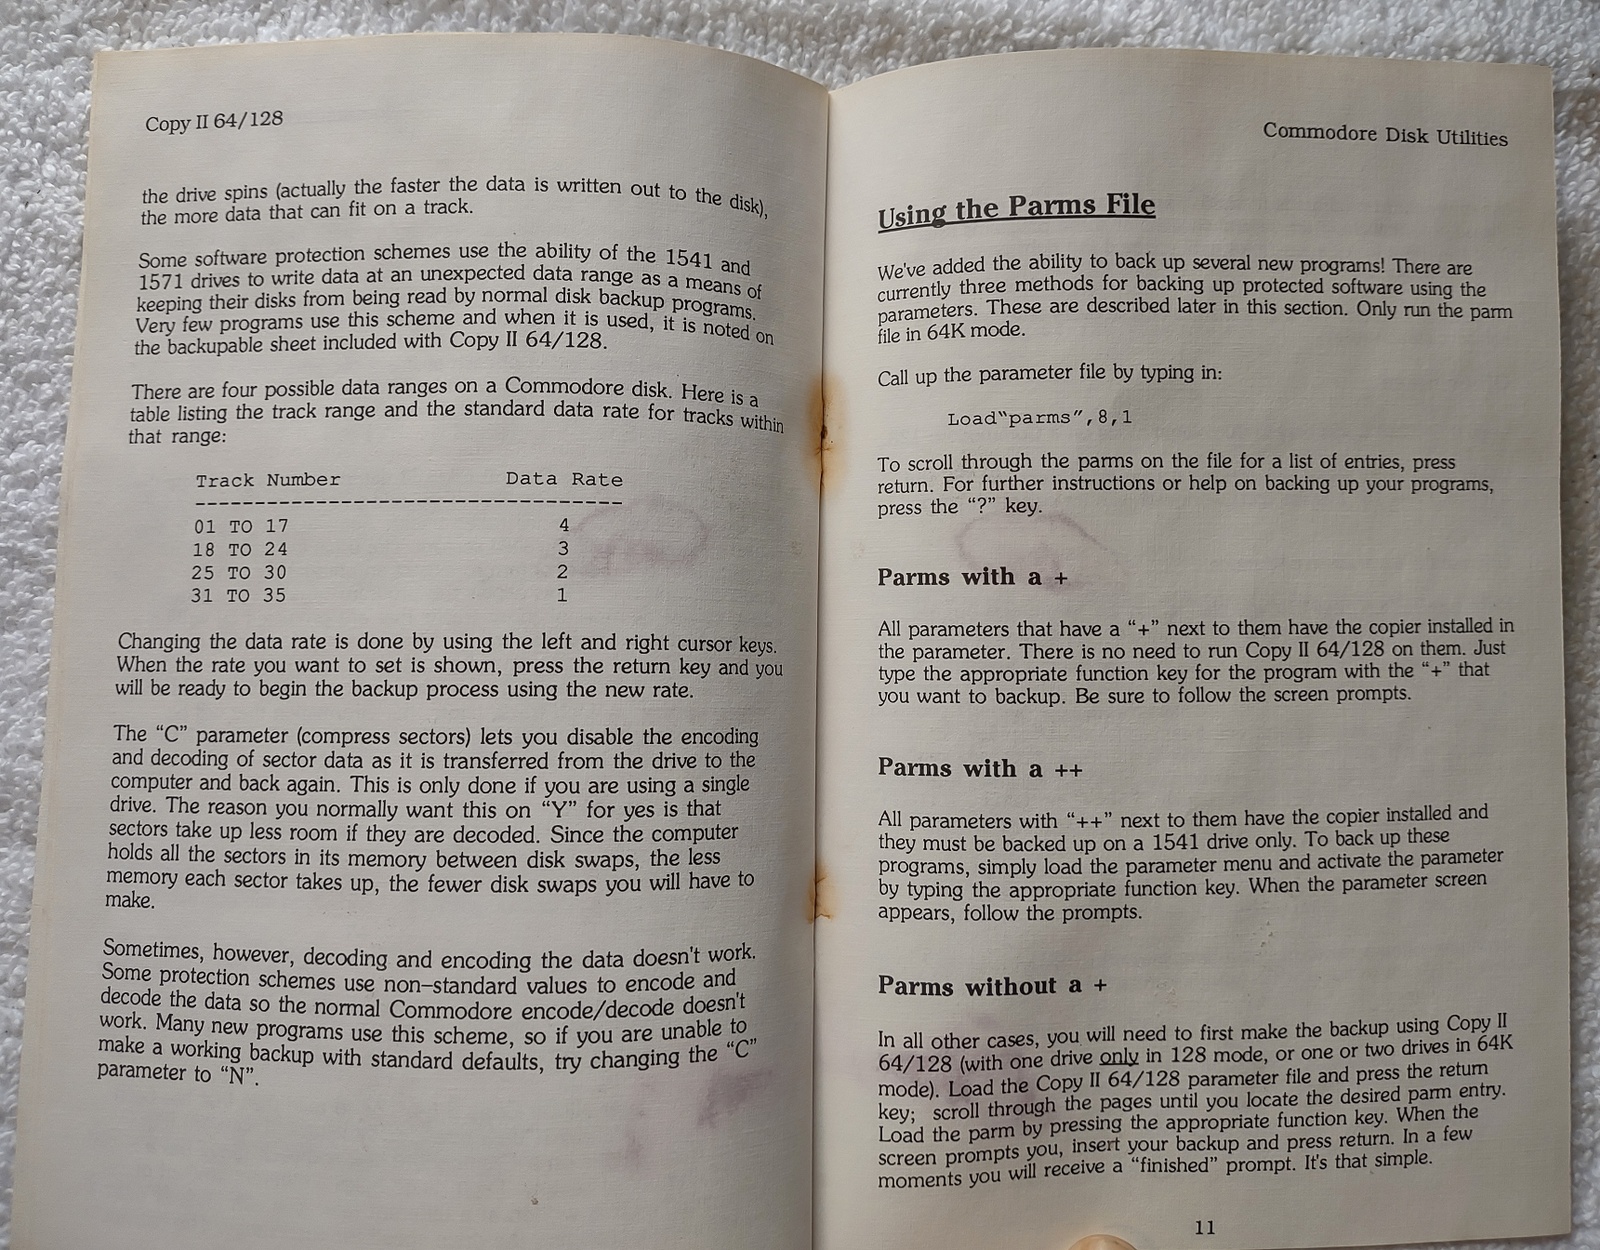 Copy II 64/128
the drive spins (actually the faster the data is written out to the disk),
the more data that can fit on a track.
Some software protection schemes use the ability of the 1541 and
1571 drives to write data at an unexpected data range as a means of
keeping their disks from being read by normal disk backup programs.
Very few programs use this scheme and when it is used, it is noted on
the backupable sheet included with Copy II 64/128.
There are four possible data ranges on a Commodore disk. Here is a
table listing the track range and the standard data rate for tracks within
that range:
Track Number Data Rate
------------------------------------
01 TO 17 4
18 TO 24 3
25 TO 30 2
31 TO 35 1
Changing the data rate is done by using the left and right cursor keys.
When the rate you want to set is shown, press the return key and you
will be ready to begin the backup process using the new rate.
The “C” parameter (compress sectors) lets you disable the encoding
and decoding of sector data as it is transferred from the drive to the
computer and back again. This is only done if you are using a single
drive. The reason you normally want this on “Y” for yes is that
sectors take up less room if they are decoded. Since the computer
holds all the sectors in its memory between disk swaps, the less
memory each sector takes up, the fewer disk swaps you will have to
make.
Sometimes, however, decoding and encoding the data doesn't work.
Some protection schemes use non–standard values to encode and
decode the data so the normal Commodore encode/decode doesn't
work. Many new programs use this scheme, so if you are unable to
make a working backup with standard defaults, try changing the “C”
parameter to “N”.
Commodore Disk Utilities
Using the Parms File
We've added the ability to back up several new programs! There are
currently three methods for backing up protected software using the
parameters. These are described later in this section. Only run the parm
file in 64K mode.
Call up the parameter file by typing in:
Load“parms”,8,1
To scroll through the parms on the file for a list of entries, press
return. For further instructions or help on backing up your programs,
press the “?” key.
Parms with a +
All parameters that have a “+” next to them have the copier installed in
the parameter. There is no need to run Copy II 64/128 on them. Just
type the appropriate function key for the program with the “+” that
you want to backup. Be sure to follow the screen prompts.
Parms with a ++
All parameters with “++” next to them have the copier installed and
they must be backed up on a 1541 drive only. To back up these
programs, simply load the parameter menu and activate the parameter
by typing the appropriate function key. When the parameter screen
appears, follow the prompts.
Parms without a +
In all other cases, you will need to first make the backup using Copy II
64/128 (with one drive only in 128 mode, or one or two drives in 64K
mode). Load the Copy II 64/128 parameter file and press the return
key; scroll through the pages until you locate the desired parm entry.
Load the parm by pressing the appropriate function key. When the
screen prompts you, insert your backup and press return. In a few
moments you will receive a “finished” prompt. It's that simple.
11